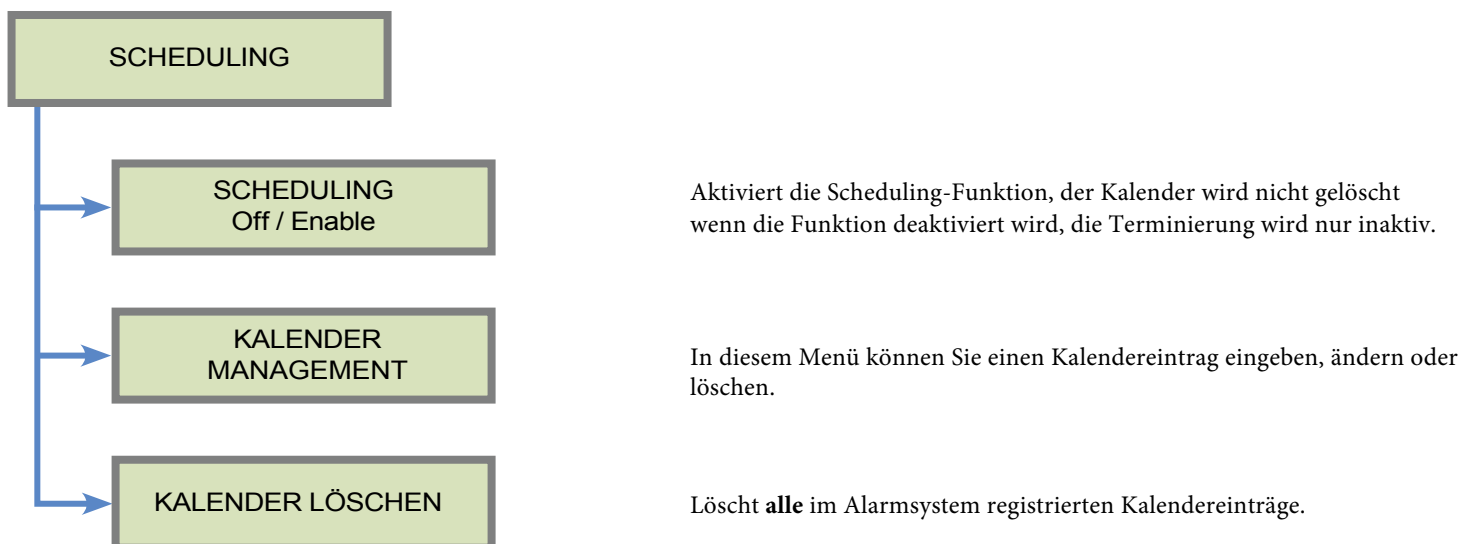 SCHEDULING
SCHEDULING
Off / Enable
Aktiviert die Scheduling-Funktion, der Kalender wird nicht gelöscht
wenn die Funktion deaktiviert wird, die Terminierung wird nur inaktiv.
KALENDER
MANAGEMENT
In diesem Menü können Sie einen Kalendereintrag eingeben, ändern oder
löschen.
KALENDER LÖSCHEN
Löscht alle im Alarmsystem registrierten Kalendereinträge.